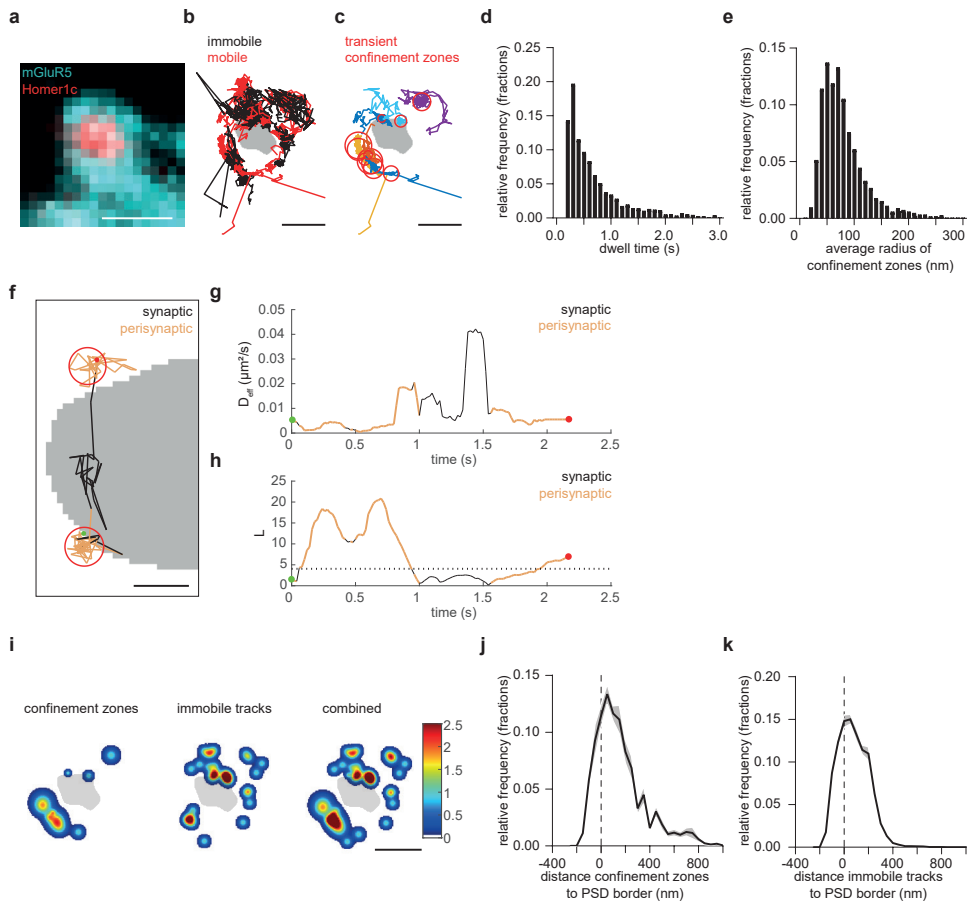 a
mGluR5
Homer1c
b
immobile
mobile
c
transient
confinement zones
d
relative frequency (fractions)
0.25
0.20
0.15
0.10
0.05
0.00
0.0
1.0
2.0
3.0
dwell time (s)
e
relative frequency (fractions)
0.15
0.10
0.05
0.00
0
100
200
300
average radius of
confinement zones (nm)
f
synaptic
perisynaptic
g
synaptic
perisynaptic
Deff (μm²/s)
0.05
0.04
0.03
0.02
0.01
0
0
0.5
1
1.5
2
2.5
time (s)
h
synaptic
perisynaptic
L
25
20
15
10
5
0
0
0.5
1
1.5
2
2.5
time (s)
i
confinement zones
immobile tracks
combined
2.5
2.0
1.5
1.0
0.5
0
j
relative frequency (fractions)
0.15
0.10
0.05
0.00
-400
0
400
800
distance confinement zones
to PSD border (nm)
k
relative frequency (fractions)
0.20
0.15
0.10
0.05
0.00
-400
0
400
800
distance immobile tracks
to PSD border (nm)